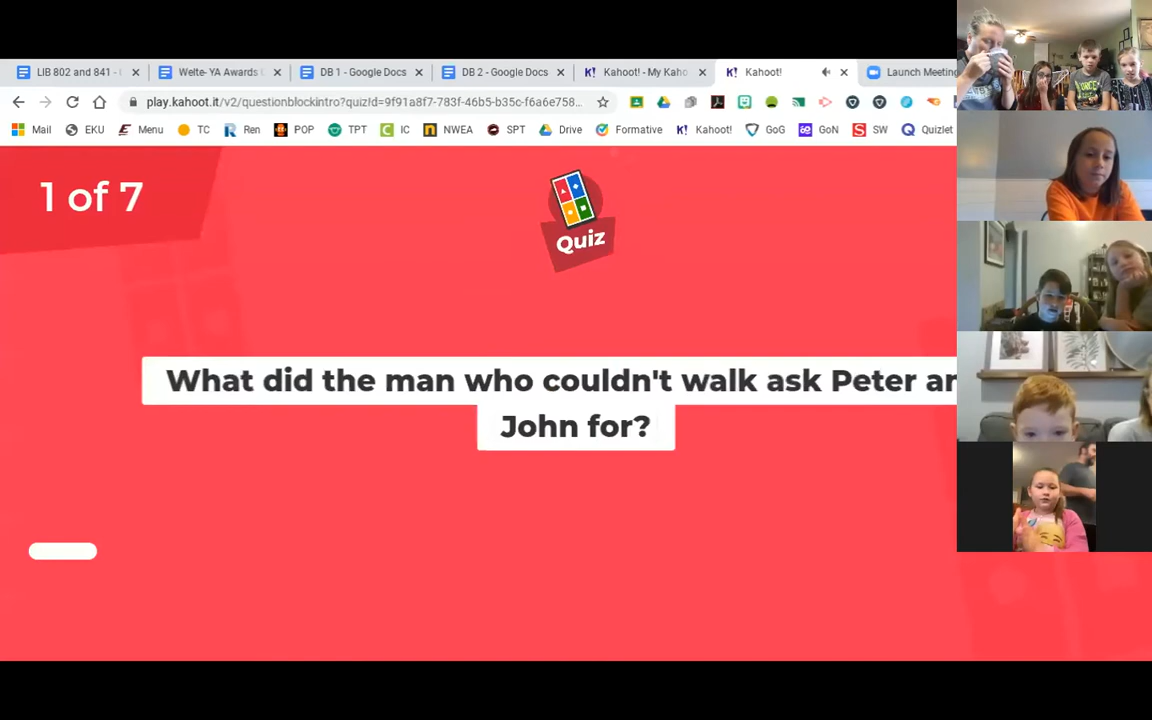 LIB 802 and 841 -
Welte- YA Awards
DB 1 - Google Docs
DB 2 - Google Docs
Kahoot! - My Kaho
Kahoot!
Launch Meeting
play.kahoot.it/v2/questionblockintro?quizId=9f91a8f7-783f-46b5-b35c-f6a6e758...
Mail
EKU
Menu
TC
Ren
POP
TPT
IC
NWEA
SPT
Drive
Formative
Kahoot!
GoG
GoN
SW
Quizlet
1 of 7
Quiz
What did the man who couldn't walk ask Peter
John for?